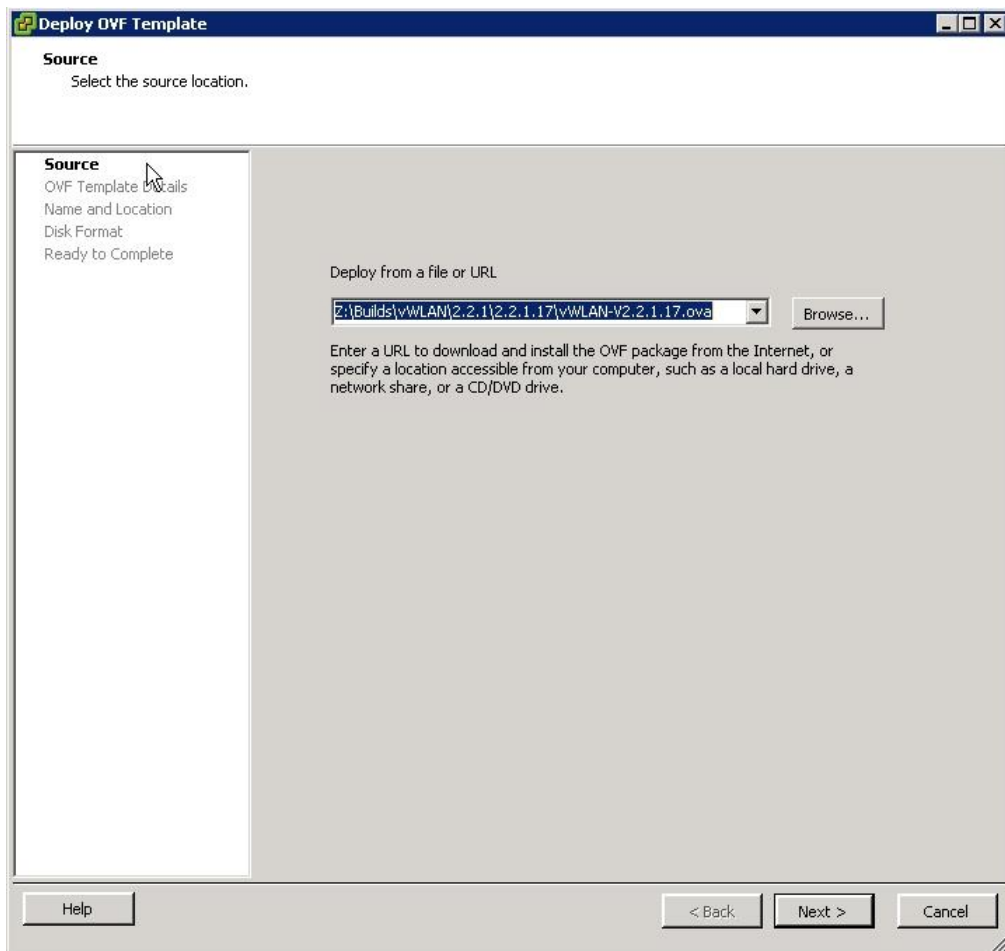 Deploy OVF Template
Source
Select the source location.
Source
OVF Template Details
Name and Location
Disk Format
Ready to Complete
Deploy from a file or URL
Z:\Builds\vWLAN\2.2.1\2.2.1.17\vWLAN-V2.2.1.17.ova
Browse...
Enter a URL to download and install the OVF package from the Internet, or
specify a location accessible from your computer, such as a local hard drive, a
network share, or a CD/DVD drive.
Help
< Back
Next >
Cancel